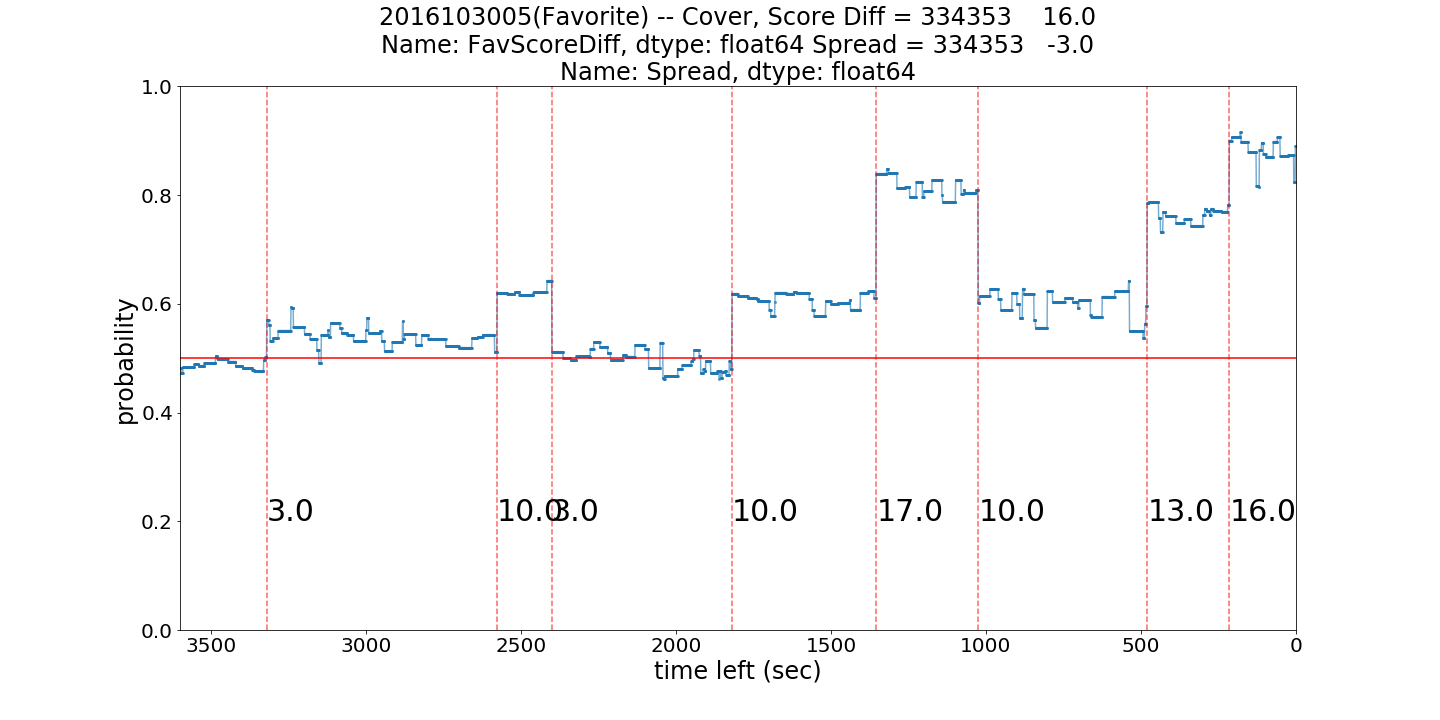 2016103005(Favorite) -- Cover, Score Diff = 334353    16.0
Name: FavScoreDiff, dtype: float64 Spread = 334353   -3.0
Name: Spread, dtype: float64
1.0
0.8
0.6
0.4
0.2
0.0
probability
3.0
10.0
3.0
10.0
17.0
10.0
13.0
16.0
3500 3000 2500 2000 1500 1000 500 0
time left (sec)